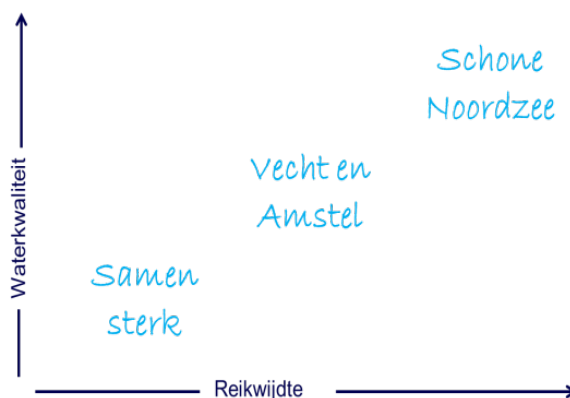 Schone
Noordzee
Vecht en
Amstel
Samen
sterk
Waterkwaliteit
Reikwijdte